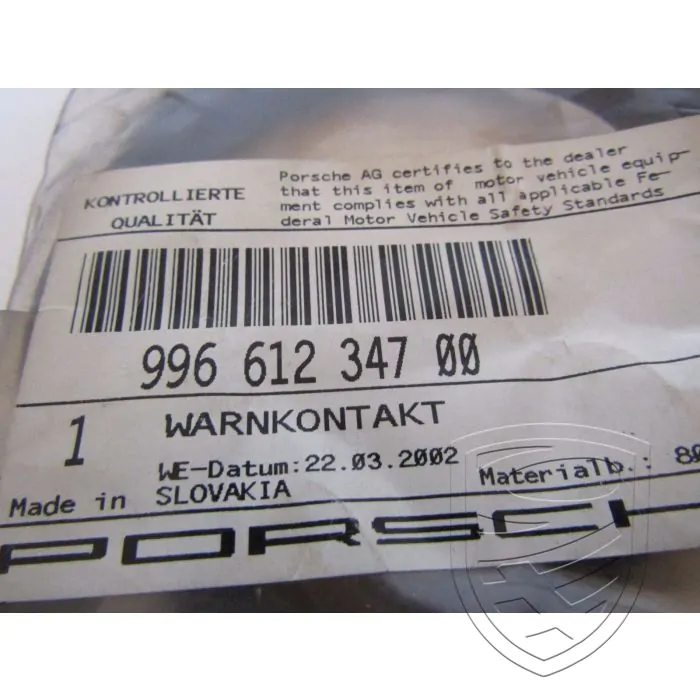 KONTROLLIERTE
QUALITÄT
Porsche AG certifies to the dealer
that this item of motor vehicle equip-
ment complies with all applicable Fe-
deral Motor Vehicle Safety Standards
996 612 347 00
1 WARNKONTAKT
WE-Datum:22.03.2002 Materialb.: 80
Made in SLOVAKIA
PORSCH